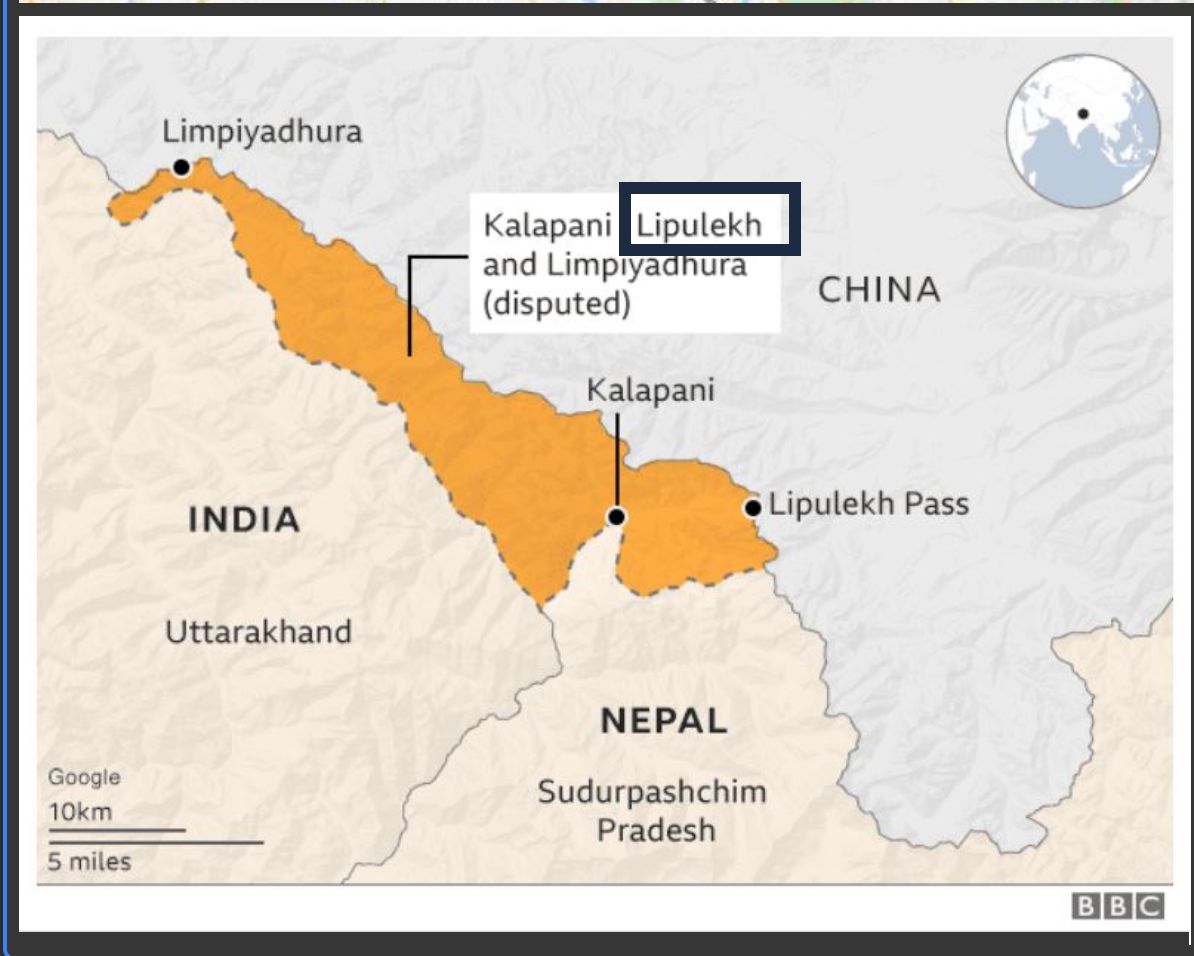 Limpiyadhura
Kalapani Lipulekh
and Limpiyadhura
(disputed)
CHINA
Kalapani
Lipulekh Pass
INDIA
Uttarakhand
NEPAL
Sudurpashchim
Pradesh
Google
10km
5 miles
BBC